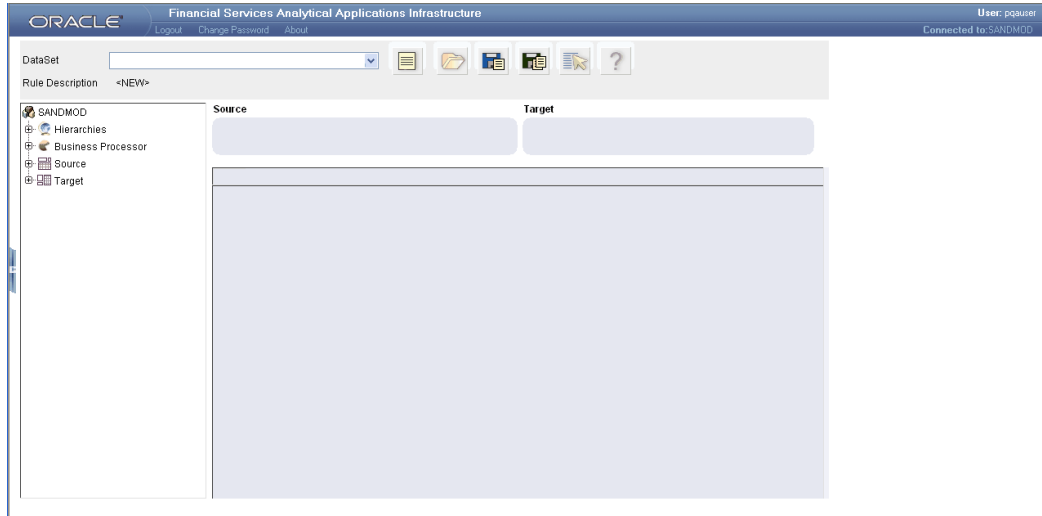 ORACLE
Financial Services Analytical Applications Infrastructure
User: pqauser
Logout Change Password About
Connected to:SANDMOD
DataSet
Rule Description <NEW>
SANDMOD
Hierarchies
Business Processor
Source
Target
Source
Target